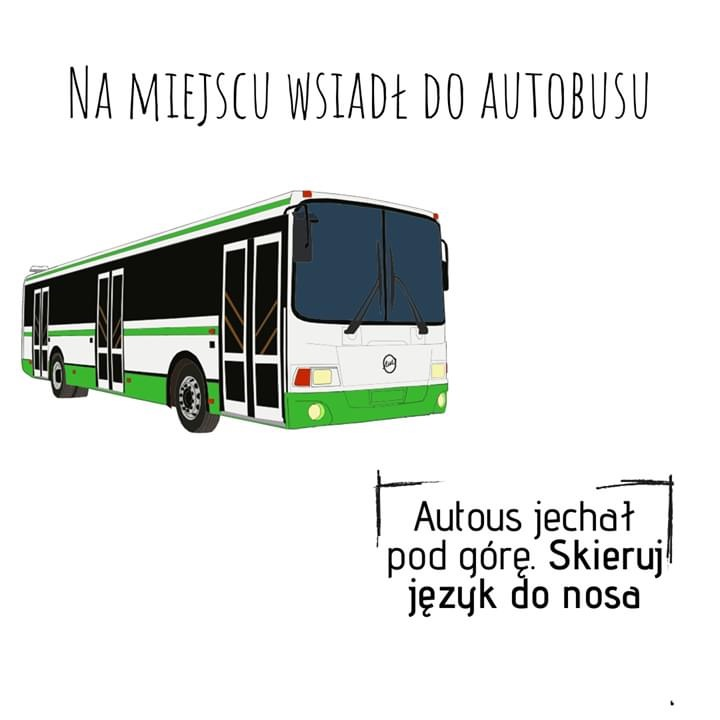 NA MIEJSCU WSIADŁ DO AUTOBUSU
Autous jechał
pod górę. Skieruj
język do nosa